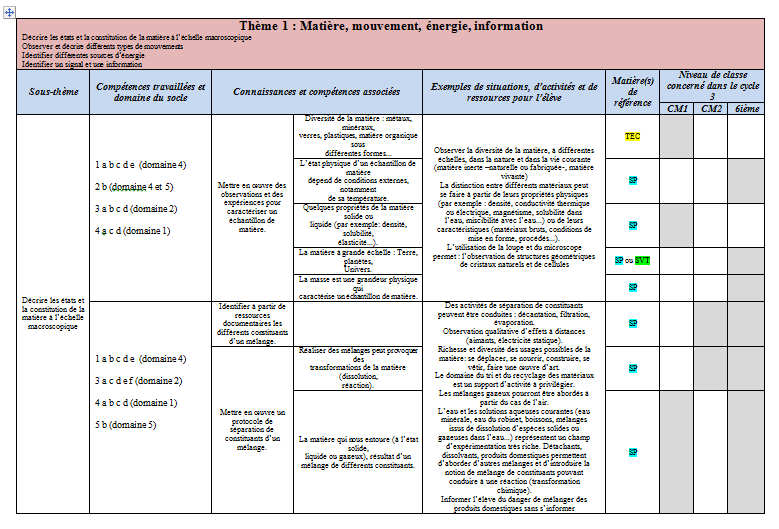 Thème 1 : Matière, mouvement, énergie, information
Décrire les états et la constitution de la matière à l'échelle macroscopique
Observer et décrire différents types de mouvements
Identifier différentes sources d'énergie
Identifier un signal et une information
Sous-thème
Compétences travaillées et
domaine du socle
Connaissances et compétences associées
Exemples de situations, d'activités et de
ressources pour l'élève
Matière(s)
de
référence
Niveau de classe
concerné dans le cycle
3
CM1
CM2
6ième
Décrire les états et
la constitution de la
matière à l'échelle
macroscopique
1 a b c d e (domaine 4)
2 b (domaine 4 et 5)
3 a b c d (domaine 2)
4 a c d (domaine 1)
Mettre en œuvre des
observations et des
expériences pour
caractériser un
échantillon de
matière.
Diversité de la matière : métaux,
minéraux,
verres, plastiques, matière organique
sous
différentes formes...
L'état physique d'un échantillon de
matière
dépend de conditions externes,
notamment
de sa température.
Quelques propriétés de la matière
solide ou
liquide (par exemple: densité,
solubilité,
élasticité...).
La matière à grande échelle : Terre,
planètes,
Univers.
La masse est une grandeur physique
qui
caractérise un échantillon de matière.
Observer la diversité de la matière, à différentes
échelles, dans la nature et dans la vie courante
(matière inerte –naturelle ou fabriquée-, matière
vivante)
La distinction entre différents matériaux peut
se faire à partir de leurs propriétés physiques
(par exemple : densité, conductivité thermique
ou électrique, magnétisme, solubilité dans
l'eau, miscibilité avec l'eau...) ou de leurs
caractéristiques (matériaux bruts, conditions de
mise en forme, procédés...).
L'utilisation de la loupe et du microscope
permet : l'observation de structures géométriques
de cristaux naturels et de cellules
TEC
SP
SP
SP ou SVT
SP
1 a b c d e (domaine 4)
3 a c d e f (domaine 2)
4 a b c d (domaine 1)
5 b (domaine 5)
Identifier à partir de
ressources
documentaires les
différents constituants
d'un mélange.
Mettre en œuvre un
protocole de
séparation de
constituants d'un
mélange.
Réaliser des mélanges peut provoquer
des
transformations de la matière
(dissolution,
réaction).
La matière qui nous entoure (à l'état
solide,
liquide ou gazeux), résultat d'un
mélange de différents constituants.
Des activités de séparation de constituants
peuvent être conduites : décantation, filtration,
évaporation.
Observation qualitative d'effets à distances
(aimants, électricité statique).
Richesse et diversité des usages possibles de la
matière: se déplacer, se nourrir, construire, se
vêtir, faire une œuvre d'art.
Le domaine du tri et du recyclage des matériaux
est un support d'activité à privilégier.
Les mélanges gazeux pourront être abordés à
partir du cas de l'air.
L'eau et les solutions aqueuses courantes (eau
minérale, eau du robinet, boissons, mélanges
issus de dissolution d'espèces solides ou
gazeuses dans l'eau...) représentent un champ
d'expérimentation très riche. Détachants,
dissolvants, produits domestiques permettent
d'aborder d'autres mélanges et d'introduire la
notion de mélange de constituants pouvant
conduire à une réaction (transformation
chimique).
Informer l'élève du danger de mélanger des
produits domestiques sans s'informer
SP
SP
SP